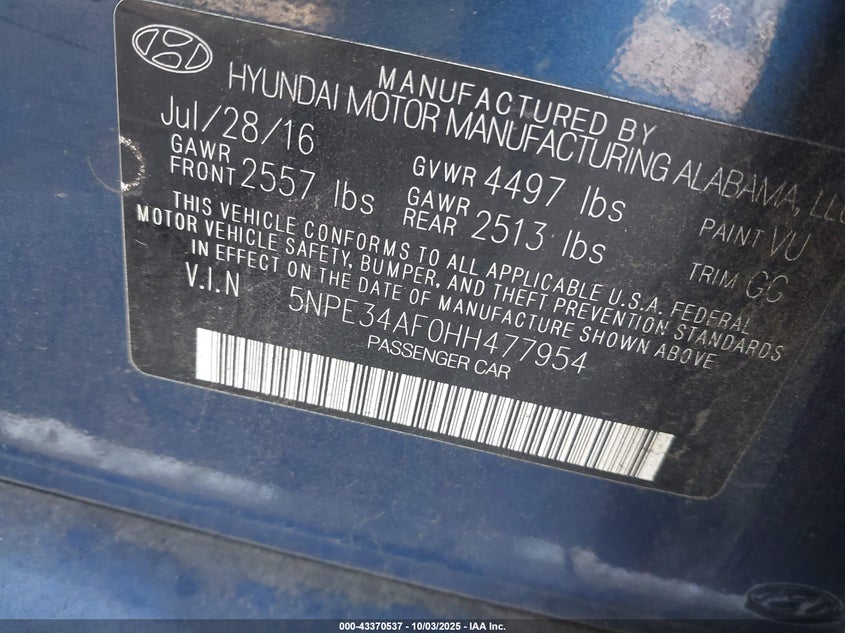 MANUFACTURED BY
HYUNDAI MOTOR MANUFACTURING ALABAMA, LLC
Jul/28/16
GVWR 4497 lbs
PAINT VU
GAWR FRONT 2557 lbs
GAWR REAR 2513 lbs
TRIM GC
THIS VEHICLE CONFORMS TO ALL APPLICABLE U.S.A. FEDERAL
MOTOR VEHICLE SAFETY, BUMPER, AND THEFT PREVENTION STANDARDS
IN EFFECT ON THE DATE OF MANUFACTURE SHOWN ABOVE
V.I.N 5NPE34AF0HH477954
PASSENGER CAR
000-43370537 - 10/03/2025 - IAA Inc.